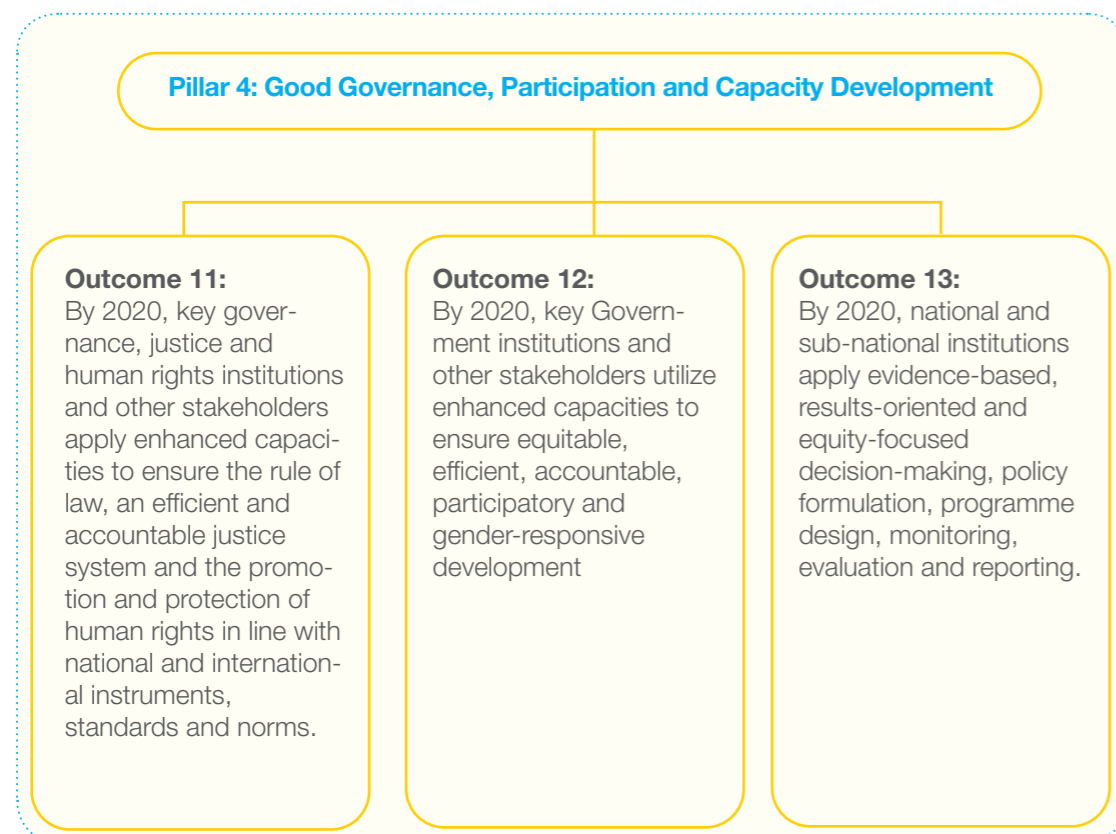 Pillar 4: Good Governance, Participation and Capacity Development
Outcome 11:
By 2020, key gover-
nance, justice and
human rights institutions
and other stakeholders
apply enhanced capaci-
ties to ensure the rule of
law, an efficient and
accountable justice
system and the promo-
tion and protection of
human rights in line with
national and internation-
al instruments,
standards and norms.
Outcome 12:
By 2020, key Govern-
ment institutions and
other stakeholders utilize
enhanced capacities to
ensure equitable,
efficient, accountable,
participatory and
gender-responsive
development
Outcome 13:
By 2020, national and
sub-national institutions
apply evidence-based,
results-oriented and
equity-focused
decision-making, policy
formulation, programme
design, monitoring,
evaluation and reporting.